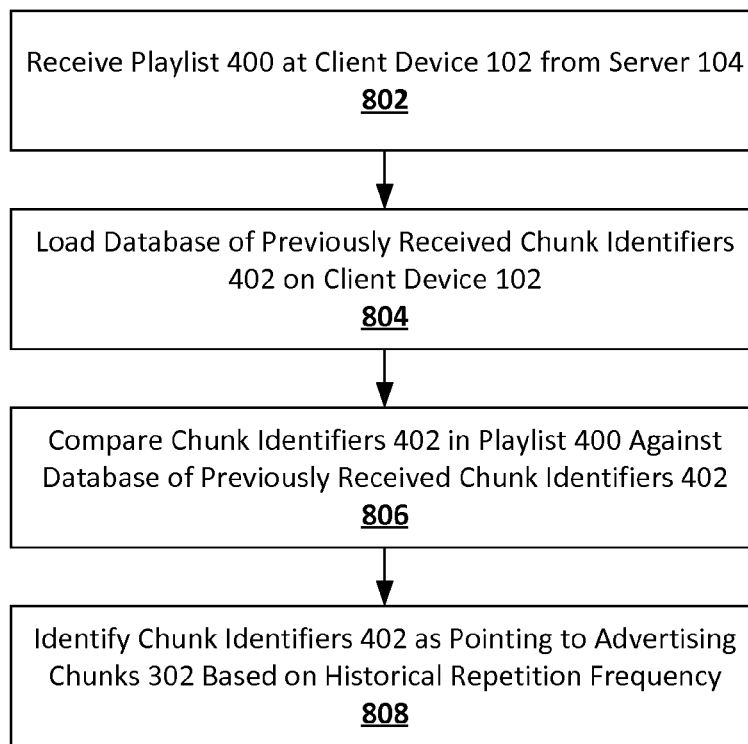 Receive Playlist 400 at Client Device 102 from Server 104
802
Load Database of Previously Received Chunk Identifiers
402 on Client Device 102
804
Compare Chunk Identifiers 402 in Playlist 400 Against
Database of Previously Received Chunk Identifiers 402
806
Identify Chunk Identifiers 402 as Pointing to Advertising
Chunks 302 Based on Historical Repetition Frequency
808